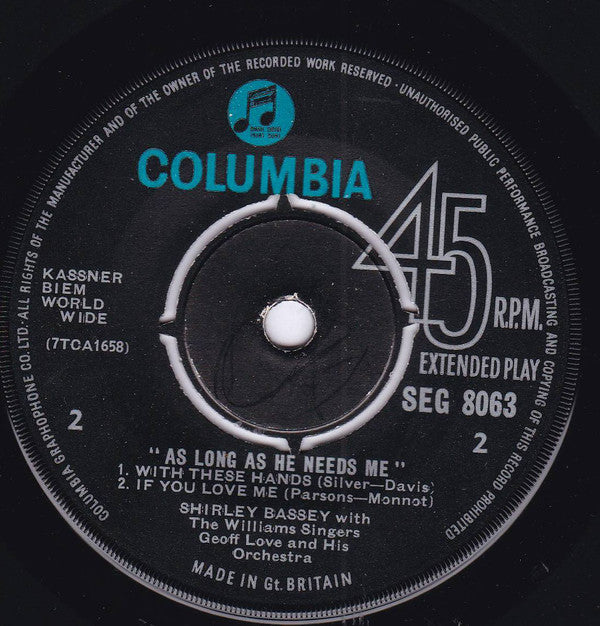 COLUMBIA GRAPHOPHONE CO. LTD. · ALL RIGHTS OF THE MANUFACTURER AND OF THE OWNER OF THE RECORDED WORK RESERVED · UNAUTHORISED PUBLIC PERFORMANCE BROADCASTING AND COPYING OF THIS RECORD PROHIBITED
COLUMBIA
45
R.P.M.
EXTENDED PLAY
SEG 8063
KASSNER
BIEM
WORLD
WIDE
(7TCA1658)
2
2
"AS LONG AS HE NEEDS ME"
1. WITH THESE HANDS (Silver—Davis)
2. IF YOU LOVE ME (Parsons—Monnot)
SHIRLEY BASSEY with
The Williams Singers
Geoff Love and His
Orchestra
MADE IN Gt. BRITAIN